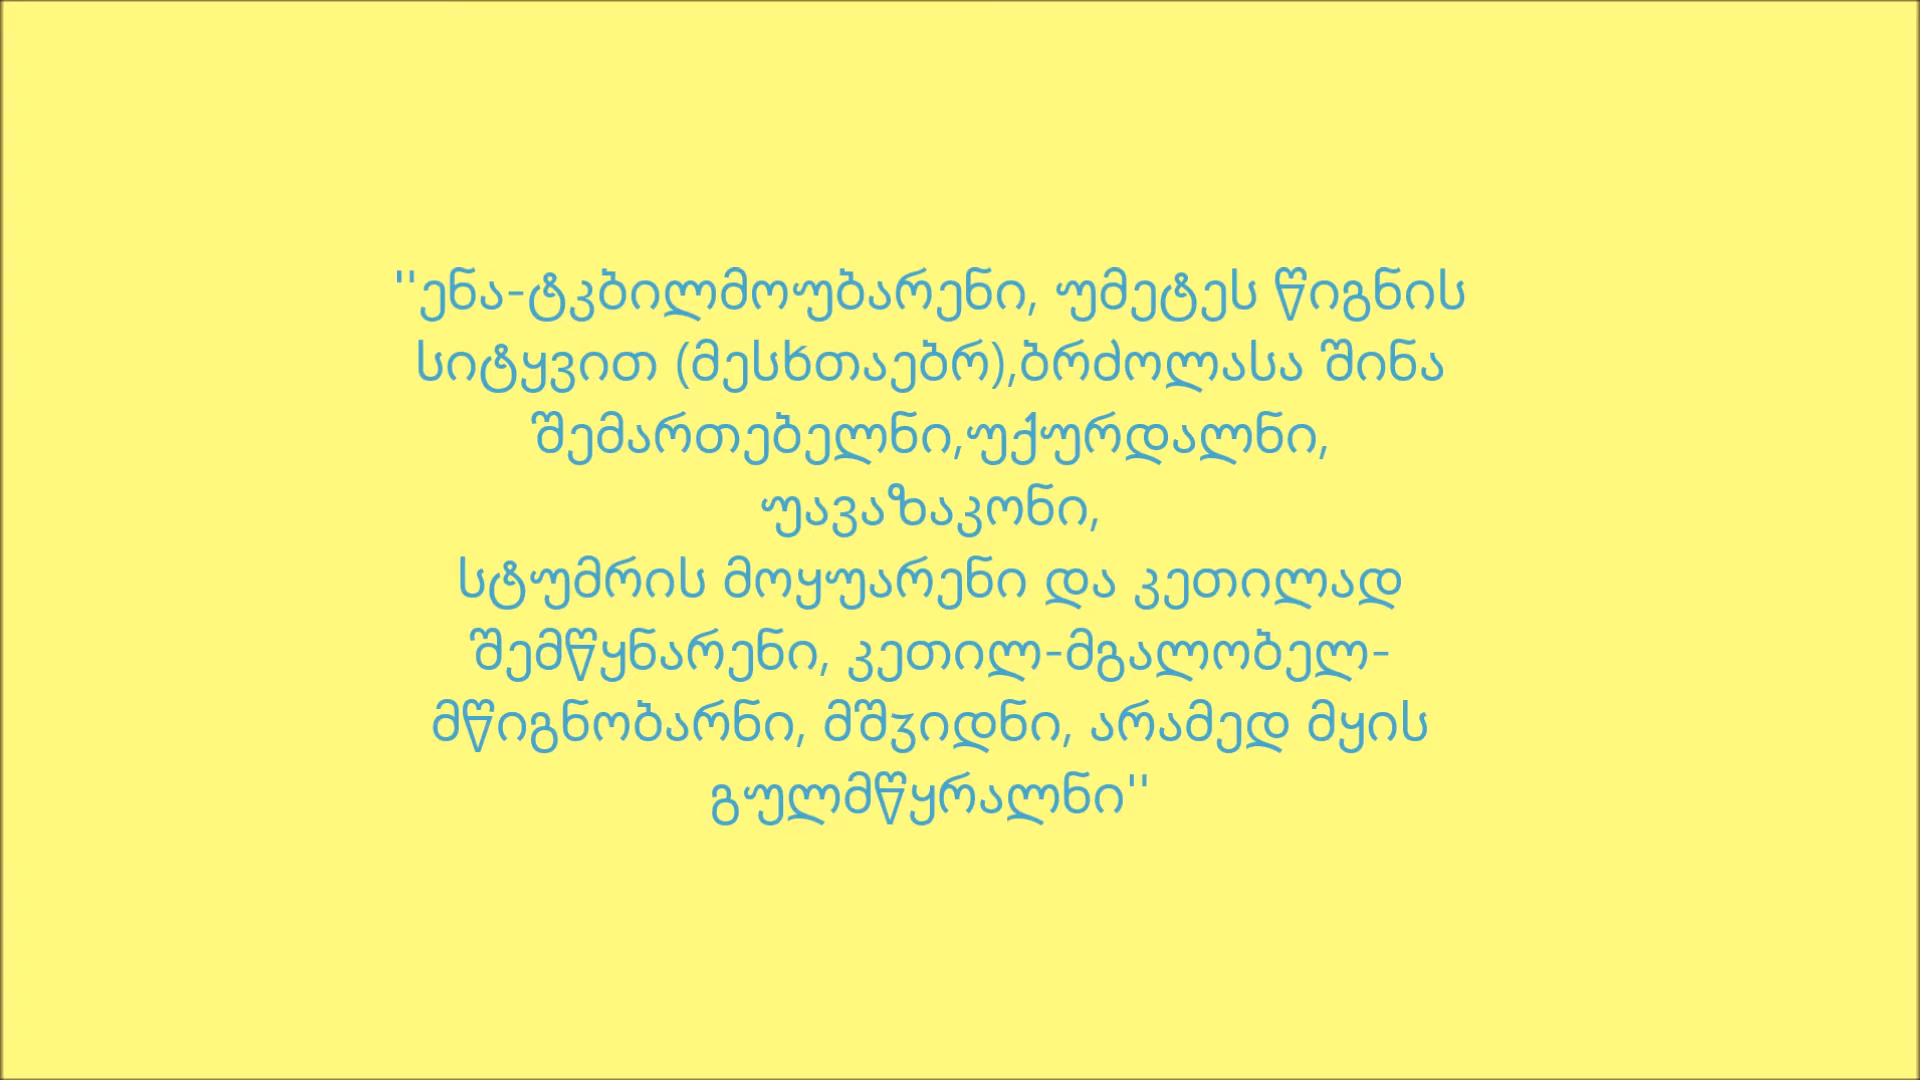 ''ენა-ტკბილმოუბარენი, უმეტეს წიგნის
სიტყვით (მესხთაებრ),ბრძოლასა შინა
შემართებელნი,უქურდალნი,
უავაზაკონი,
სტუმრის მოყუარენი და კეთილად
შემწყნარენი, კეთილ-მგალობელ-
მწიგნობარნი, მშჳიდნი, არამედ მყის
გულმწყრალნი''